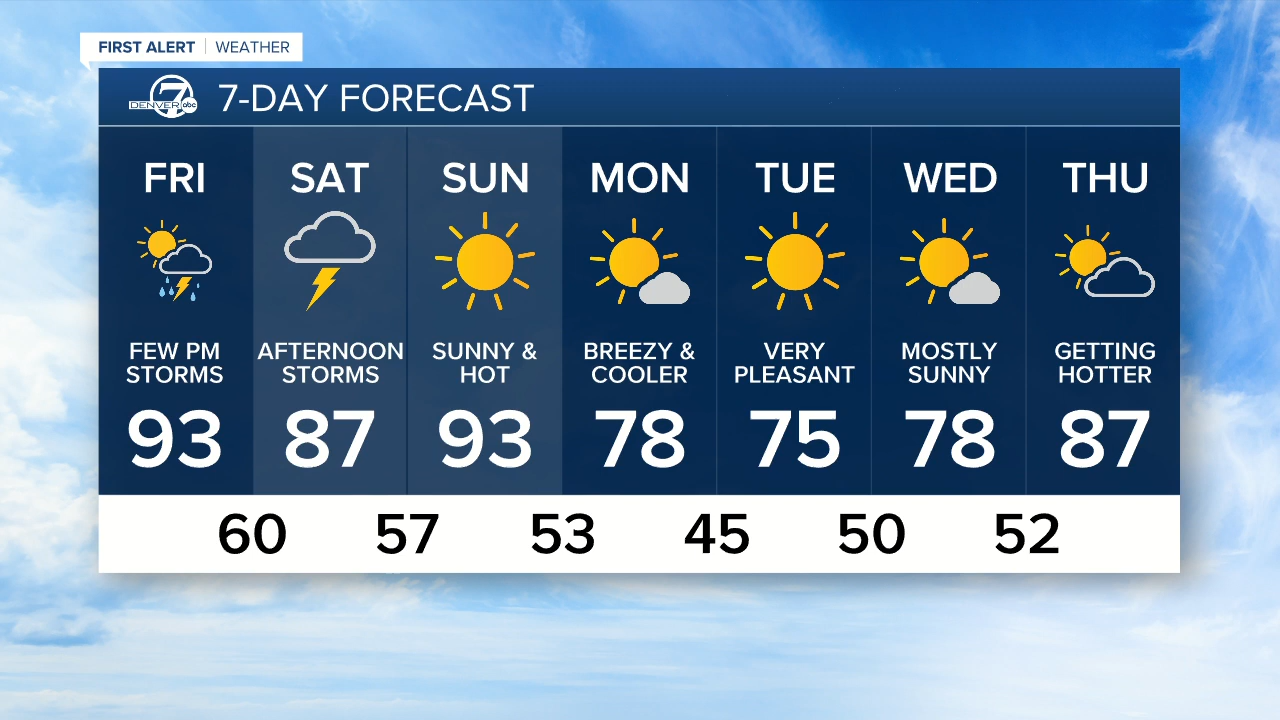 FIRST ALERT | WEATHER
DENVER 7 abc
7-DAY FORECAST
FRI SAT SUN MON TUE WED THU
FEW PM STORMS
AFTERNOON STORMS
SUNNY & HOT
BREEZY & COOLER
VERY PLEASANT
MOSTLY SUNNY
GETTING HOTTER
93 87 93 78 75 78 87
60 57 53 45 50 52